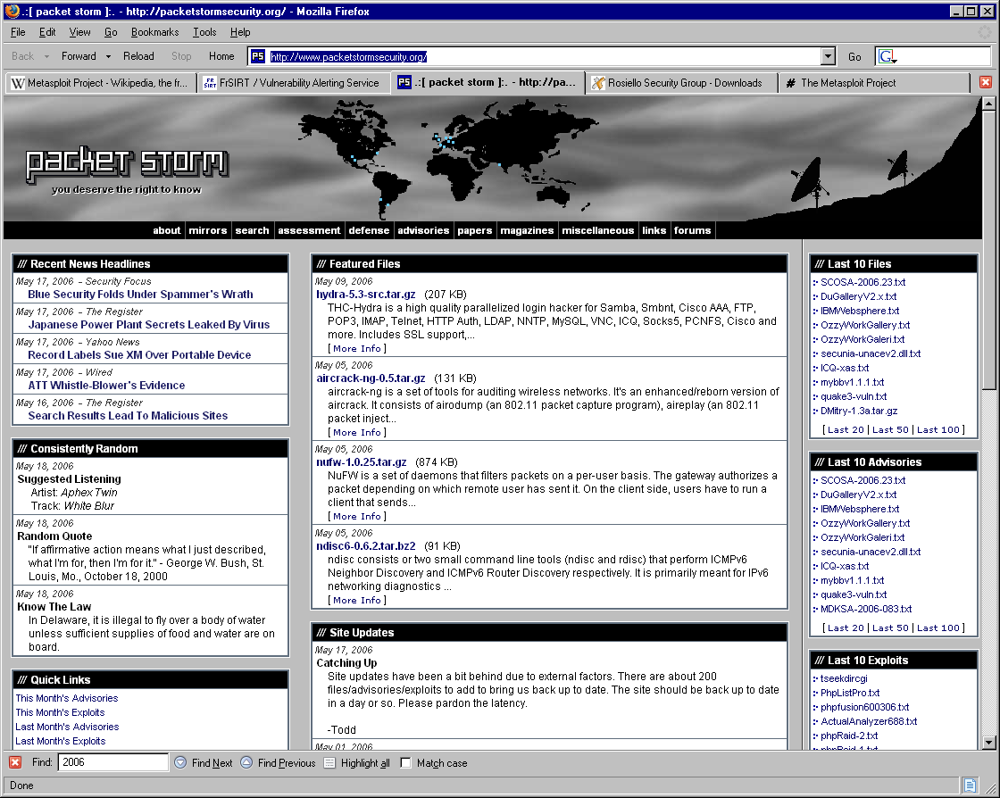 .:[ packet storm ]:. - http://packetstormsecurity.org/ - Mozilla Firefox
File Edit View Go Bookmarks Tools Help
Back Forward Reload Stop Home PS http://www.packetstormsecurity.org/ Go G
W Metasploit Project - Wikipedia, the fr... FR SIRT FrSIRT / Vulnerability Alerting Service PS .:[ packet storm ]:. - http://pa... Rosiello Security Group - Downloads # The Metasploit Project
packet storm
you deserve the right to know
about mirrors search assessment defense advisories papers magazines miscellaneous links forums
/// Recent News Headlines
May 17, 2006 - Security Focus
Blue Security Folds Under Spammer's Wrath
May 17, 2006 - The Register
Japanese Power Plant Secrets Leaked By Virus
May 17, 2006 - Yahoo News
Record Labels Sue XM Over Portable Device
May 17, 2006 - Wired
ATT Whistle-Blower's Evidence
May 16, 2006 - The Register
Search Results Lead To Malicious Sites
/// Consistently Random
May 18, 2006
Suggested Listening
Artist: Aphex Twin
Track: White Blur
May 18, 2006
Random Quote
"If affirmative action means what I just described,
what I'm for, then I'm for it." - George W. Bush, St.
Louis, Mo., October 18, 2000
May 18, 2006
Know The Law
In Delaware, it is illegal to fly over a body of water
unless sufficient supplies of food and water are on
board.
/// Quick Links
This Month's Advisories
This Month's Exploits
Last Month's Advisories
Last Month's Exploits
/// Featured Files
May 09, 2006
hydra-5.3-src.tar.gz (207 KB)
THC-Hydra is a high quality parallelized login hacker for Samba, Smbnt, Cisco AAA, FTP,
POP3, IMAP, Telnet, HTTP Auth, LDAP, NNTP, MySQL, VNC, ICQ, Socks5, PCNFS, Cisco and
more. Includes SSL support,...
[ More Info ]
May 05, 2006
aircrack-ng-0.5.tar.gz (131 KB)
aircrack-ng is a set of tools for auditing wireless networks. It's an enhanced/reborn version of
aircrack. It consists of airodump (an 802.11 packet capture program), aireplay (an 802.11
packet inject...
[ More Info ]
May 05, 2006
nufw-1.0.25.tar.gz (874 KB)
NuFW is a set of daemons that filters packets on a per-user basis. The gateway authorizes a
packet depending on which remote user has sent it. On the client side, users have to run a
client that sends...
[ More Info ]
May 05, 2006
ndisc6-0.6.2.tar.bz2 (91 KB)
ndisc consists or two small command line tools (ndisc and rdisc) that perform ICMPv6
Neighbor Discovery and ICMPv6 Router Discovery respectively. It is primarily meant for IPv6
networking diagnostics ...
[ More Info ]
/// Site Updates
May 17, 2006
Catching Up
Site updates have been a bit behind due to external factors. There are about 200
files/advisories/exploits to add to bring us back up to date. The site should be back up to date
in a day or so. Please pardon the latency.
-Todd
May 01, 2006
/// Last 10 Files
SCOSA-2006.23.txt
DuGalleryV2.x.txt
IBMWebsphere.txt
OzzyWorkGallery.txt
OzzyWorkGaleri.txt
secunia-unacev2.dll.txt
ICQ-xas.txt
mybbv1.1.1.txt
quake3-vuln.txt
DMitry-1.3a.tar.gz
[ Last 20 | Last 50 | Last 100 ]
/// Last 10 Advisories
SCOSA-2006.23.txt
DuGalleryV2.x.txt
IBMWebsphere.txt
OzzyWorkGallery.txt
OzzyWorkGaleri.txt
secunia-unacev2.dll.txt
ICQ-xas.txt
mybbv1.1.1.txt
quake3-vuln.txt
MDKSA-2006-083.txt
[ Last 20 | Last 50 | Last 100 ]
/// Last 10 Exploits
tseekdircgi
PhpListPro.txt
phpfusion600306.txt
ActualAnalyzer688.txt
phpRaid-2.txt
phpRaid-1.txt
Find: 2006 Find Next Find Previous Highlight all Match case
Done